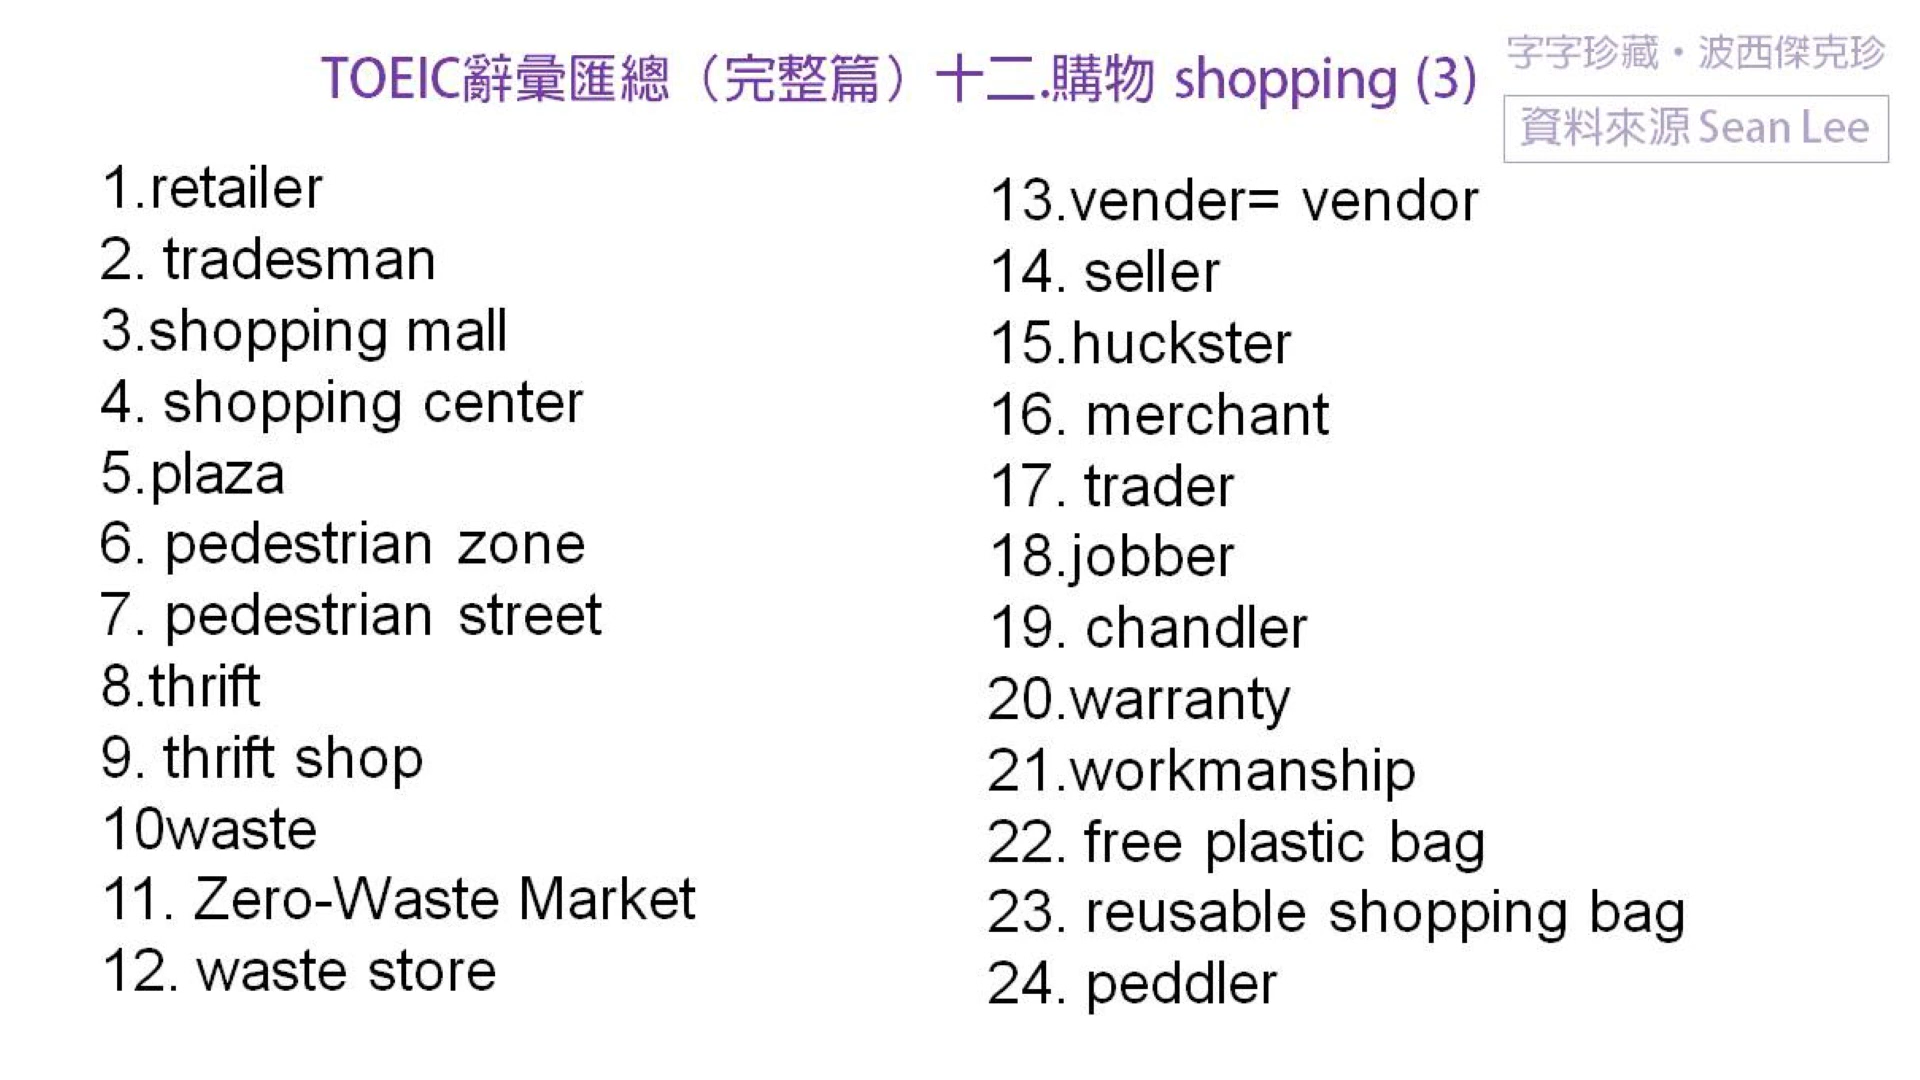 TOEIC辭彙匯總（完整篇）十二.購物 shopping (3)
字字珍藏・波西傑克珍
資料來源 Sean Lee
1.retailer
2. tradesman
3.shopping mall
4. shopping center
5.plaza
6. pedestrian zone
7. pedestrian street
8.thrift
9. thrift shop
10waste
11. Zero-Waste Market
12. waste store
13.vender= vendor
14. seller
15.huckster
16. merchant
17. trader
18.jobber
19. chandler
20.warranty
21.workmanship
22. free plastic bag
23. reusable shopping bag
24. peddler